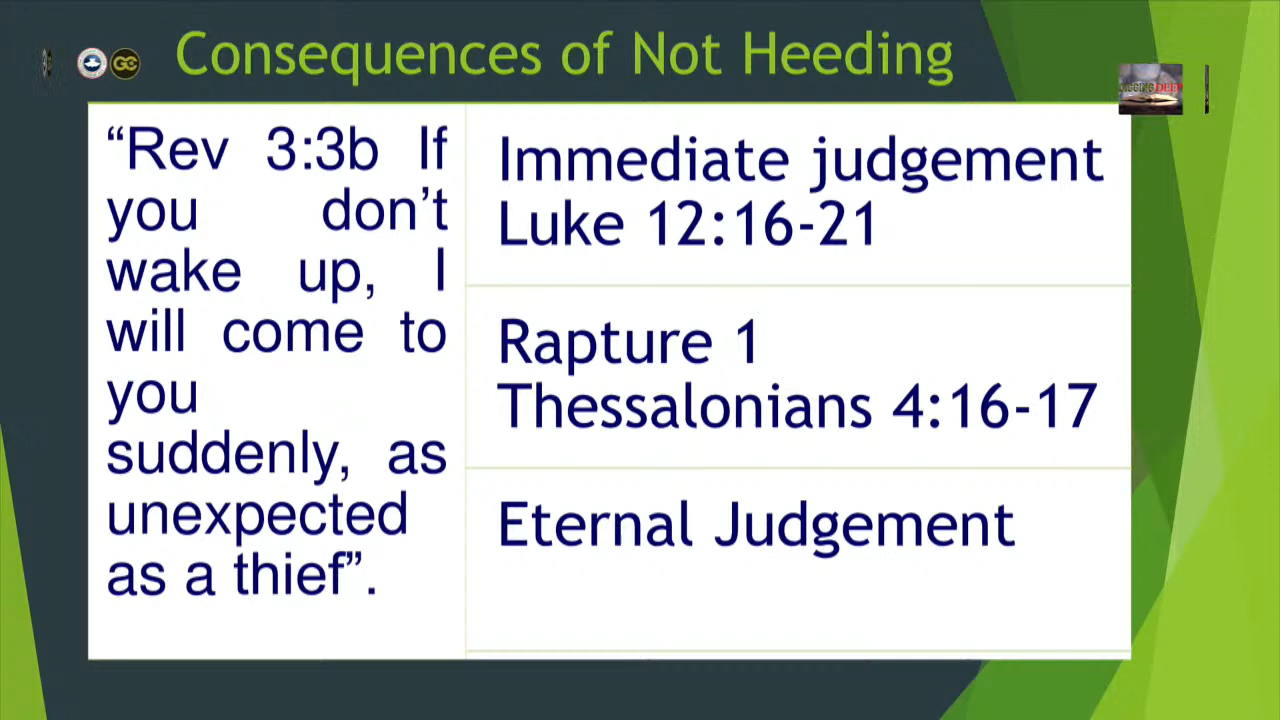 Consequences of Not Heeding
“Rev 3:3b If
you don’t
wake up, I
will come to
you
suddenly, as
unexpected
as a thief”.
Immediate judgement
Luke 12:16-21
Rapture 1
Thessalonians 4:16-17
Eternal Judgement